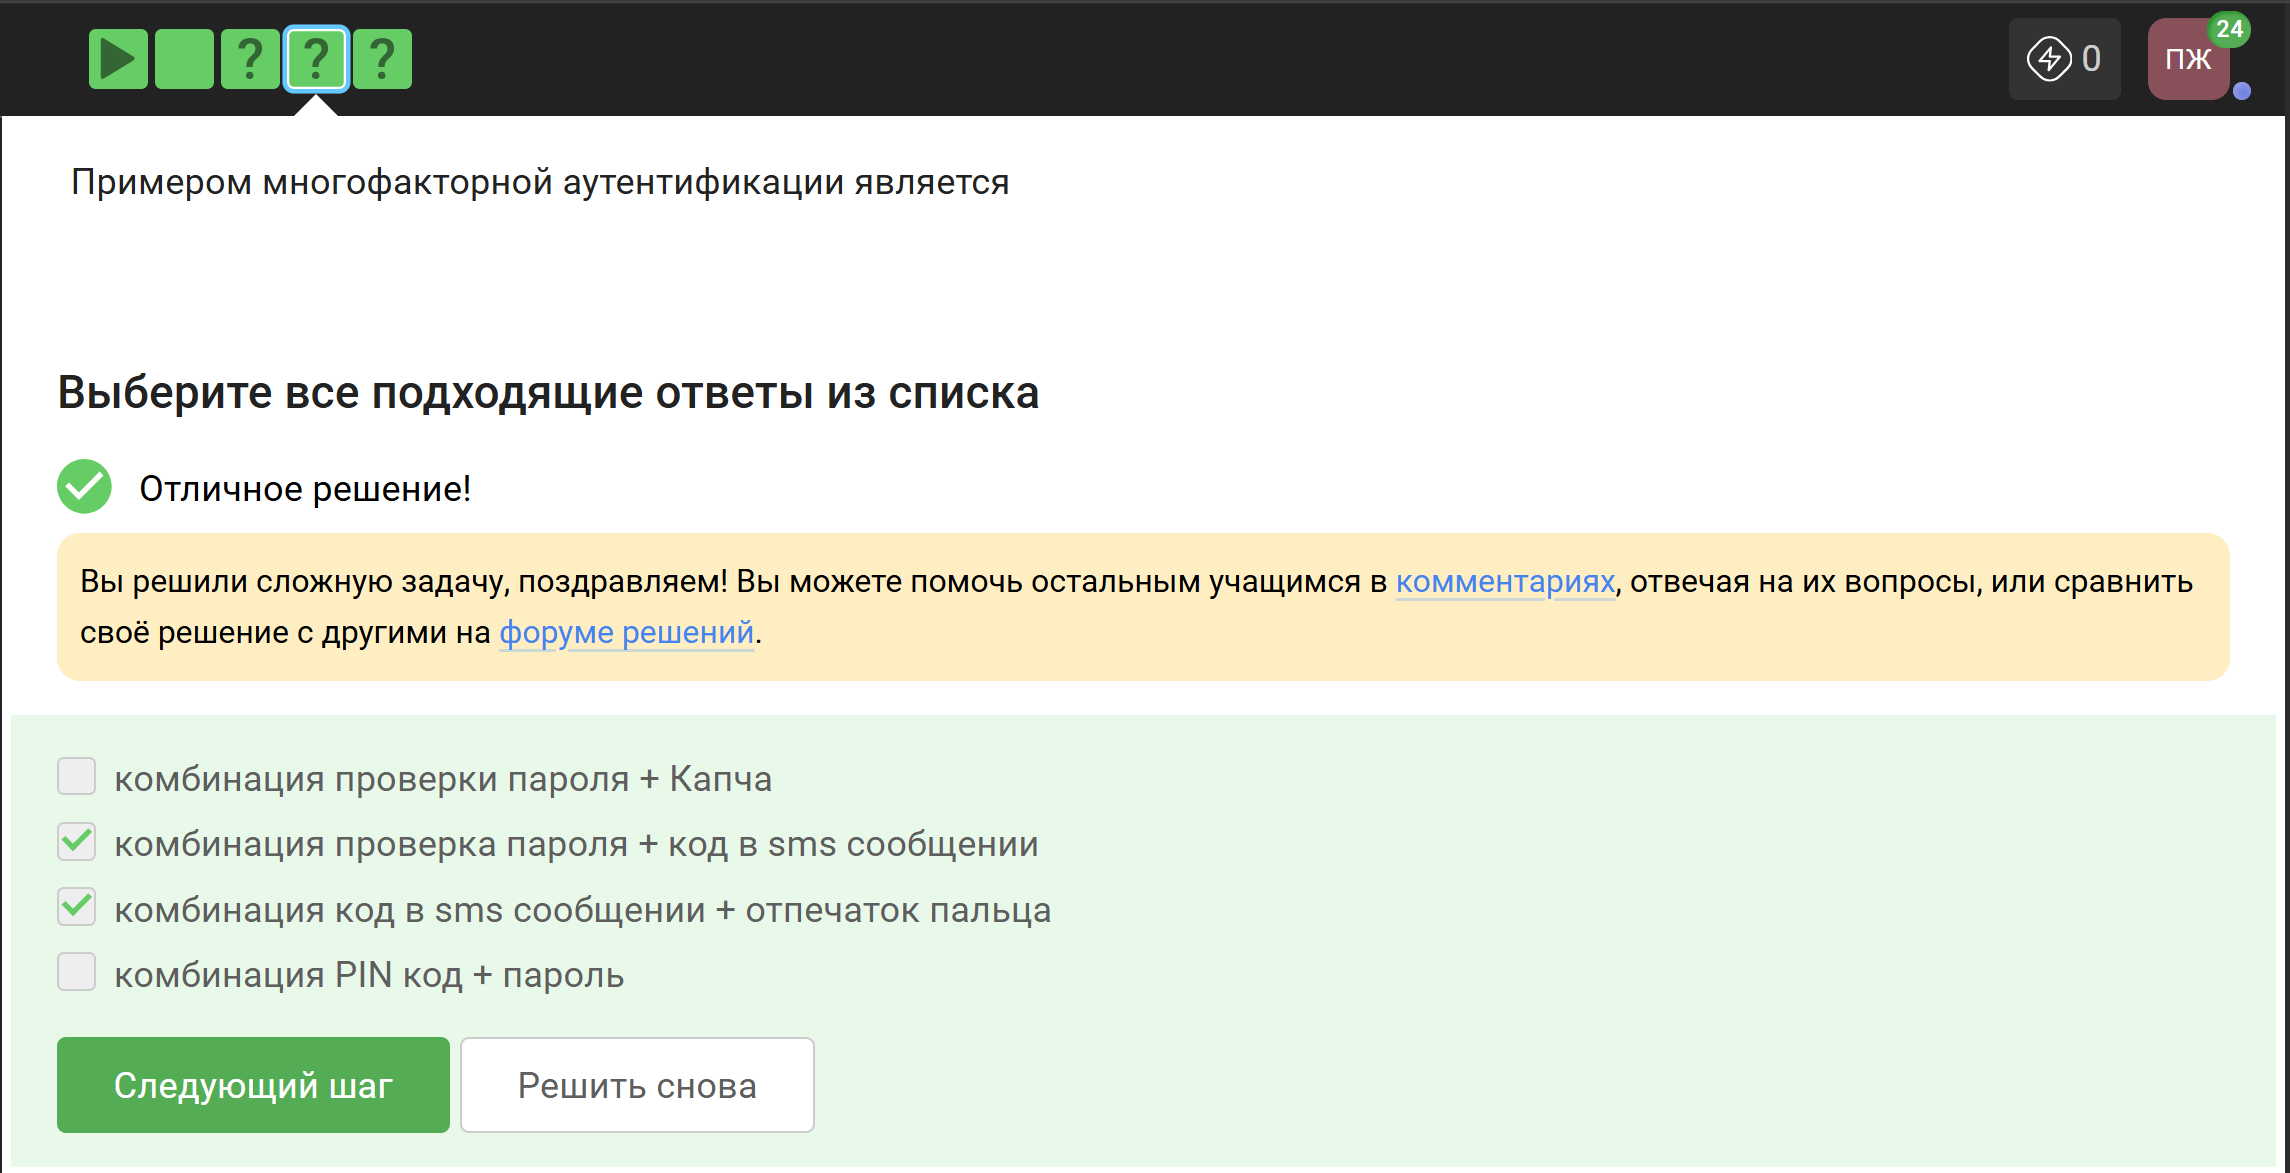 ? ? ?
0
ПЖ
24
Примером многофакторной аутентификации является
Выберите все подходящие ответы из списка
Отличное решение!
Вы решили сложную задачу, поздравляем! Вы можете помочь остальным учащимся в комментариях, отвечая на их вопросы, или сравнить
своё решение с другими на форуме решений.
комбинация проверки пароля + Капча
комбинация проверка пароля + код в sms сообщении
комбинация код в sms сообщении + отпечаток пальца
комбинация PIN код + пароль
Следующий шаг
Решить снова